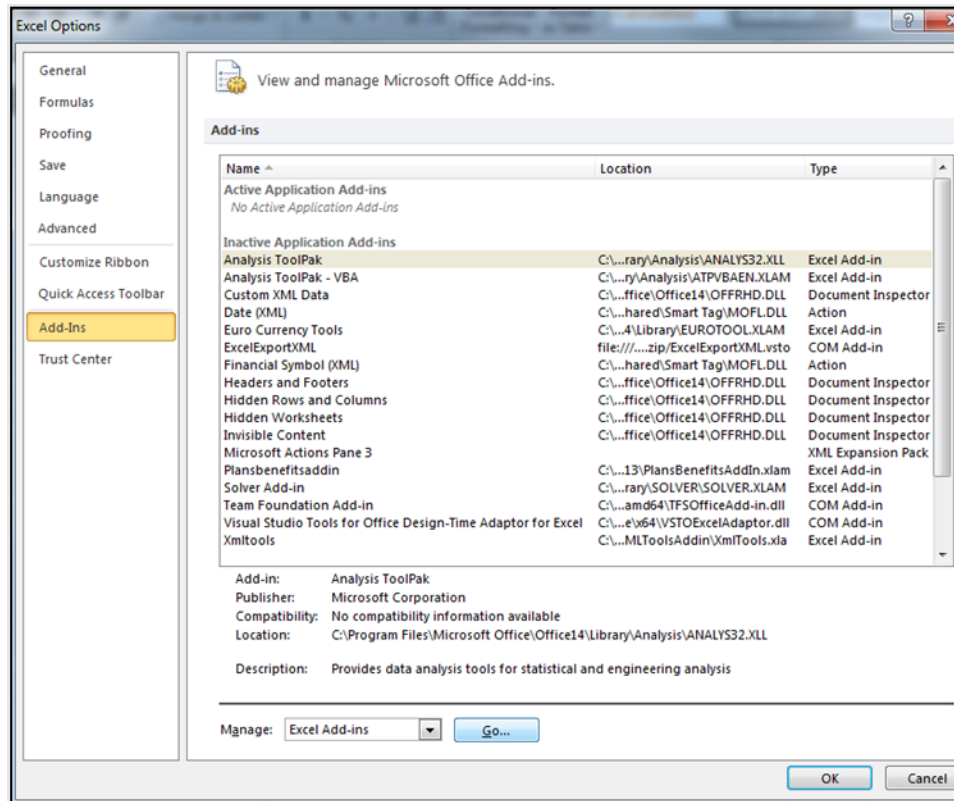 Excel Options
?
General
Formulas
Proofing
Save
Language
Advanced
Customize Ribbon
Quick Access Toolbar
Add-Ins
Trust Center
View and manage Microsoft Office Add-ins.
Add-ins
Name Location Type
Active Application Add-ins
No Active Application Add-ins
Inactive Application Add-ins
Analysis ToolPak C:\...rary\Analysis\ANALYS32.XLL Excel Add-in
Analysis ToolPak - VBA C:\...ry\Analysis\ATPVBAEN.XLAM Excel Add-in
Custom XML Data C:\...ffice\Office14\OFFRHD.DLL Document Inspector
Date (XML) C:\...hared\Smart Tag\MOFL.DLL Action
Euro Currency Tools C:\...4\Library\EUROTOOL.XLAM Excel Add-in
ExcelExportXML file:///....zip/ExcelExportXML.vsto COM Add-in
Financial Symbol (XML) C:\...hared\Smart Tag\MOFL.DLL Action
Headers and Footers C:\...ffice\Office14\OFFRHD.DLL Document Inspector
Hidden Rows and Columns C:\...ffice\Office14\OFFRHD.DLL Document Inspector
Hidden Worksheets C:\...ffice\Office14\OFFRHD.DLL Document Inspector
Invisible Content C:\...ffice\Office14\OFFRHD.DLL Document Inspector
Microsoft Actions Pane 3 XML Expansion Pack
Plansbenefitsaddin C:\...13\PlansBenefitsAddIn.xlam Excel Add-in
Solver Add-in C:\...rary\SOLVER\SOLVER.XLAM Excel Add-in
Team Foundation Add-in C:\...amd64\TFSOfficeAdd-in.dll COM Add-in
Visual Studio Tools for Office Design-Time Adaptor for Excel C:\...e\x64\VSTOExcelAdaptor.dll COM Add-in
Xmltools C:\...MLToolsAddin\XmlTools.xla Excel Add-in
Add-in: Analysis ToolPak
Publisher: Microsoft Corporation
Compatibility: No compatibility information available
Location: C:\Program Files\Microsoft Office\Office14\Library\Analysis\ANALYS32.XLL
Description: Provides data analysis tools for statistical and engineering analysis
Manage: Excel Add-ins Go...
OK Cancel